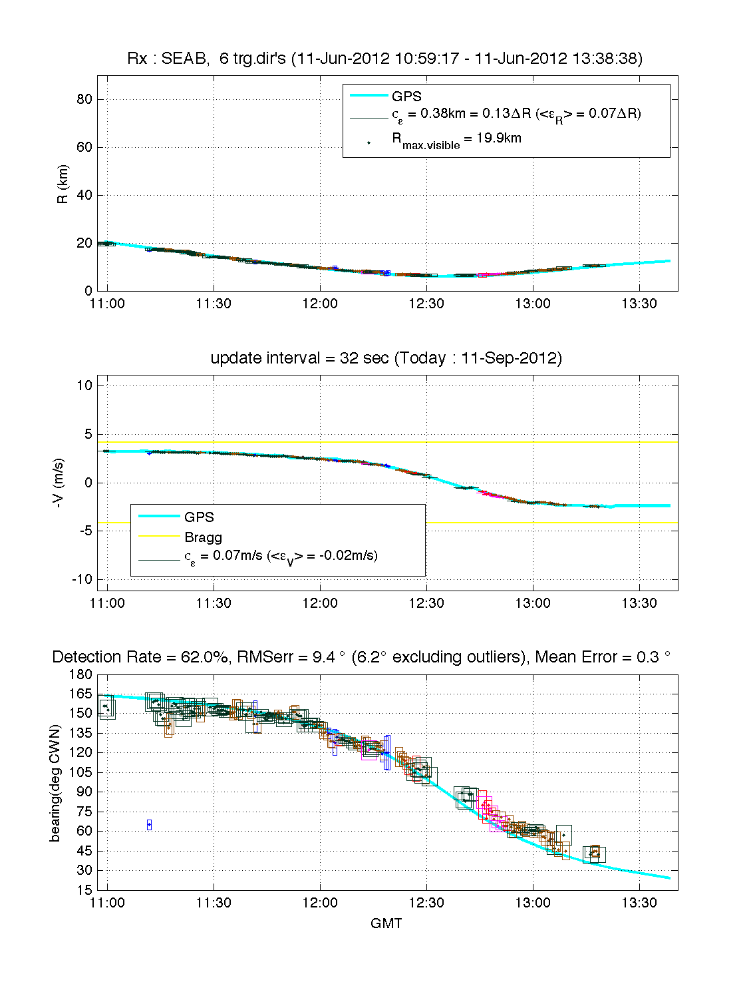 Rx : SEAB,  6 trg.dir's (11-Jun-2012 10:59:17 - 11-Jun-2012 13:38:38)
80
60
40
20
0
R (km)
GPS
σε = 0.38km = 0.13ΔR (<εR> = 0.07ΔR)
Rmax.visible = 19.9km
11:00 11:30 12:00 12:30 13:00 13:30
update interval = 32 sec (Today : 11-Sep-2012)
10
5
0
-5
-10
-V (m/s)
GPS
Bragg
σε = 0.07m/s (<εV> = -0.02m/s)
11:00 11:30 12:00 12:30 13:00 13:30
Detection Rate = 62.0%, RMSerr = 9.4° (6.2° excluding outliers), Mean Error = 0.3 °
180
165
150
135
120
105
90
75
60
45
30
15
bearing(deg CWN)
11:00 11:30 12:00 12:30 13:00 13:30
GMT